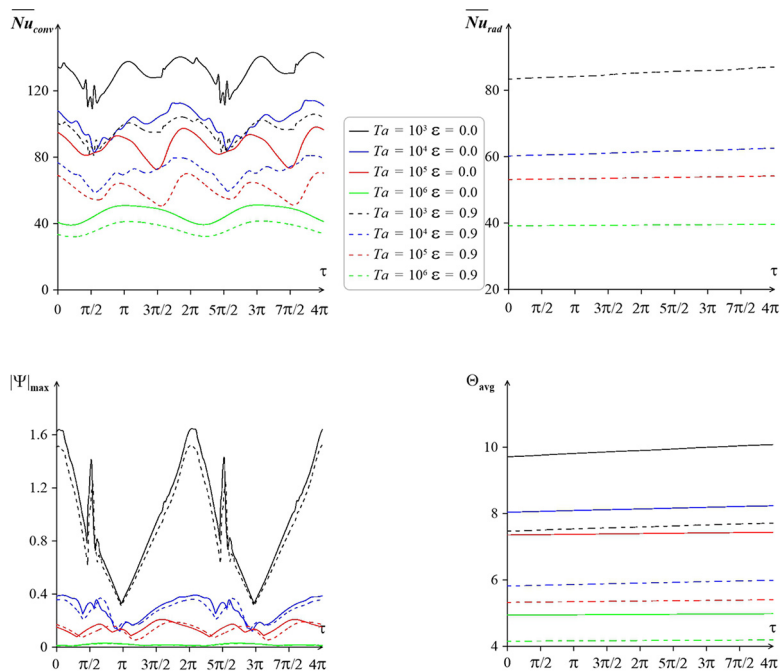 Nu conv
Nu rad
120
80
40
0
0 π/2 π 3π/2 2π 5π/2 3π 7π/2 4π
τ
Ta = 10³ ε = 0.0
Ta = 10⁴ ε = 0.0
Ta = 10⁵ ε = 0.0
Ta = 10⁶ ε = 0.0
Ta = 10³ ε = 0.9
Ta = 10⁴ ε = 0.9
Ta = 10⁵ ε = 0.9
Ta = 10⁶ ε = 0.9
80
60
40
20
τ
0 π/2 π 3π/2 2π 5π/2 3π 7π/2 4π
|Ψ|max
1.6
1.2
0.8
0.4
0
τ
0 π/2 π 3π/2 2π 5π/2 3π 7π/2 4π
Θavg
10
8
6
4
τ
0 π/2 π 3π/2 2π 5π/2 3π 7π/2 4π